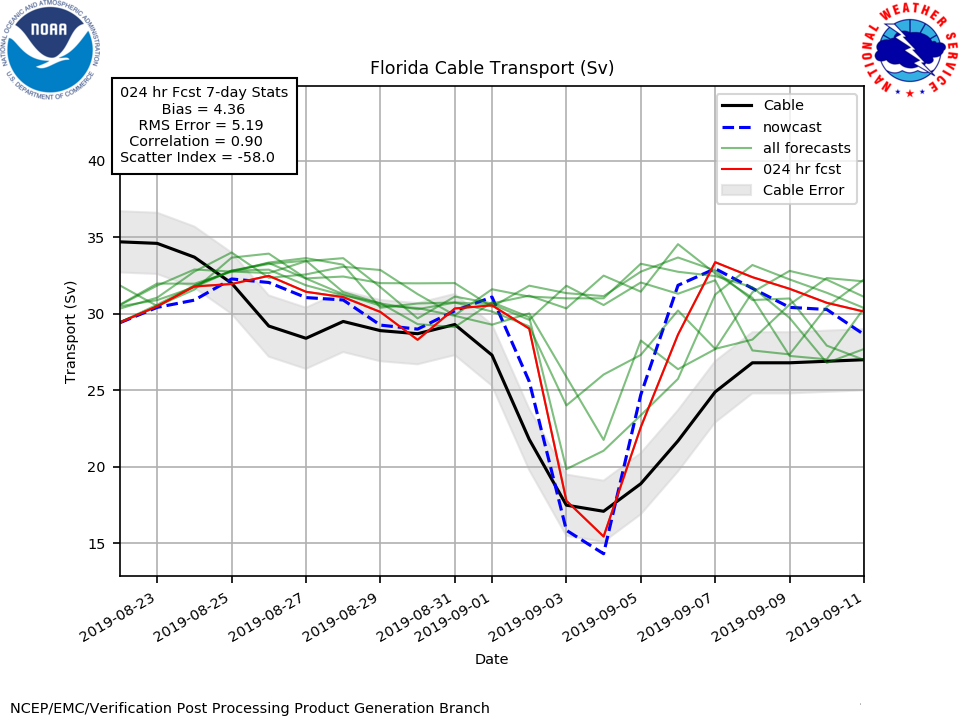 NATIONAL OCEANIC AND ATMOSPHERIC ADMINISTRATION
NOAA
U.S. DEPARTMENT OF COMMERCE
NATIONAL WEATHER SERVICE
Florida Cable Transport (Sv)
024 hr Fcst 7-day Stats
Bias = 4.36
RMS Error = 5.19
Correlation = 0.90
Scatter Index = -58.0
Cable
nowcast
all forecasts
024 hr fcst
Cable Error
Transport (Sv)
40
35
30
25
20
15
2019-08-23
2019-08-25
2019-08-27
2019-08-29
2019-08-31
2019-09-01
2019-09-03
2019-09-05
2019-09-07
2019-09-09
2019-09-11
Date
NCEP/EMC/Verification Post Processing Product Generation Branch